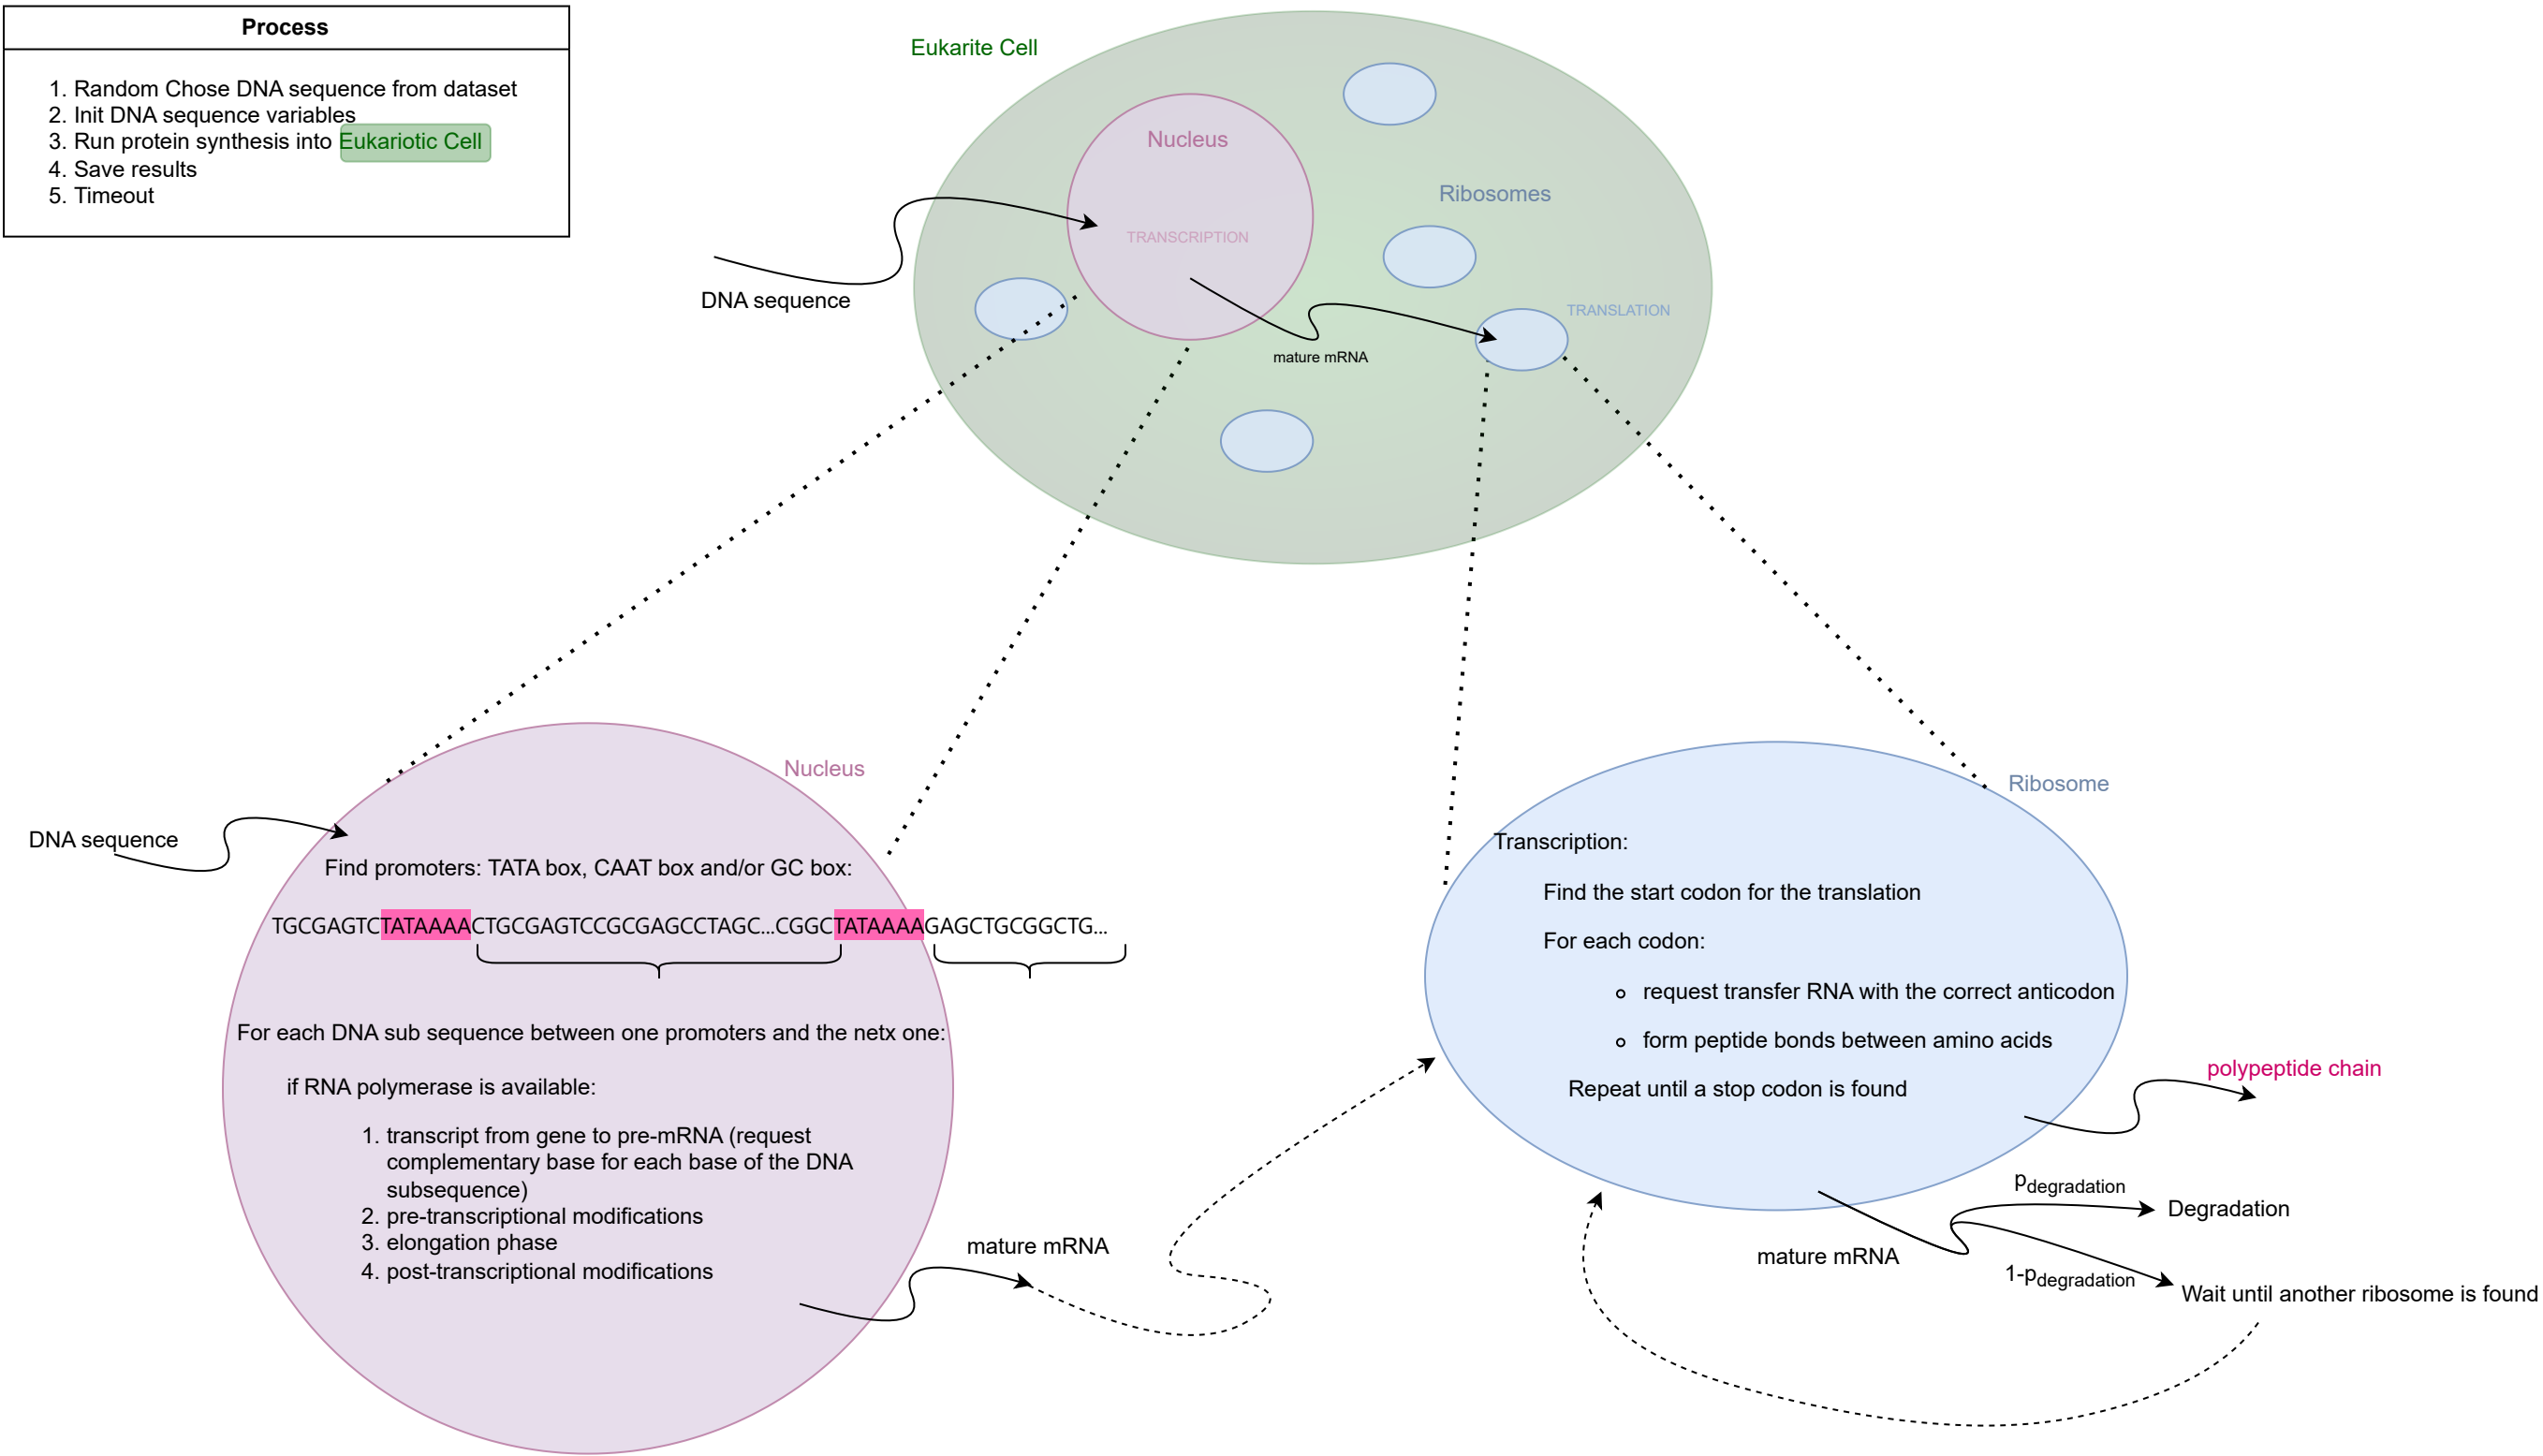 Process
1. Random Chose DNA sequence from dataset
2. Init DNA sequence variables
3. Run protein synthesis into Eukariotic Cell
4. Save results
5. Timeout
Eukarite Cell
Nucleus
Ribosomes
TRANSCRIPTION
DNA sequence
TRANSLATION
mature mRNA
Nucleus
DNA sequence
Find promoters: TATA box, CAAT box and/or GC box:
TGCGAGTCTATAAAACTGCGAGTCCGCGAGCCTAGC...CGGCTATAAAAGAGCTGCGGCTG...
For each DNA sub sequence between one promoters and the netx one:
if RNA polymerase is available:
1. transcript from gene to pre-mRNA (request
complementary base for each base of the DNA
subsequence)
2. pre-transcriptional modifications
3. elongation phase
4. post-transcriptional modifications
mature mRNA
Ribosome
Transcription:
Find the start codon for the translation
For each codon:
request transfer RNA with the correct anticodon
form peptide bonds between amino acids
Repeat until a stop codon is found
polypeptide chain
pdegradation
Degradation
mature mRNA
1-pdegradation
Wait until another ribosome is found